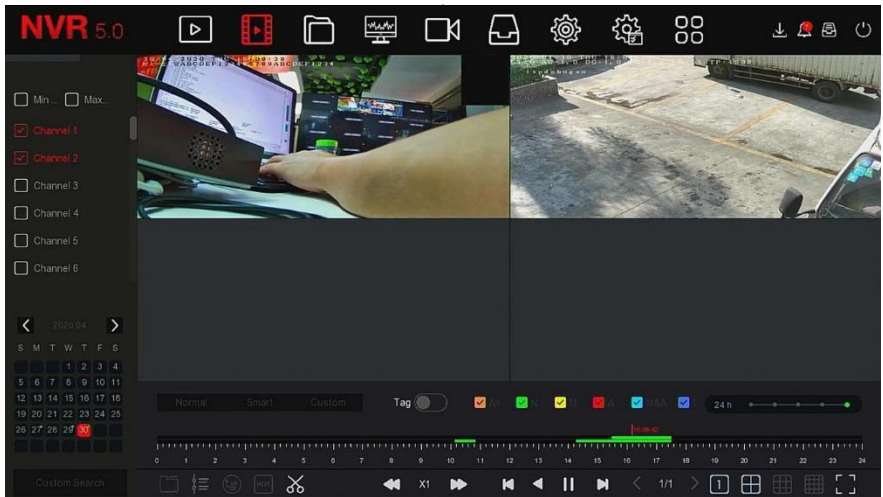 NVR 5.0
Min... Max...
Channel 1
Channel 2
Channel 3
Channel 4
Channel 5
Channel 6
2020 04
S M T W T F S
1 2 3 4
5 6 7 8 9 10 11
12 13 14 15 16 17 18
19 20 21 22 23 24 25
26 27 28 29 30
Custom Search
Normal Smart Custom Tag All N M A M&A I 24 h
16:09:42
0 1 2 3 4 5 6 7 8 9 10 11 12 13 14 15 16 17 18 19 20 21 22 23 24
X1 1/1 1